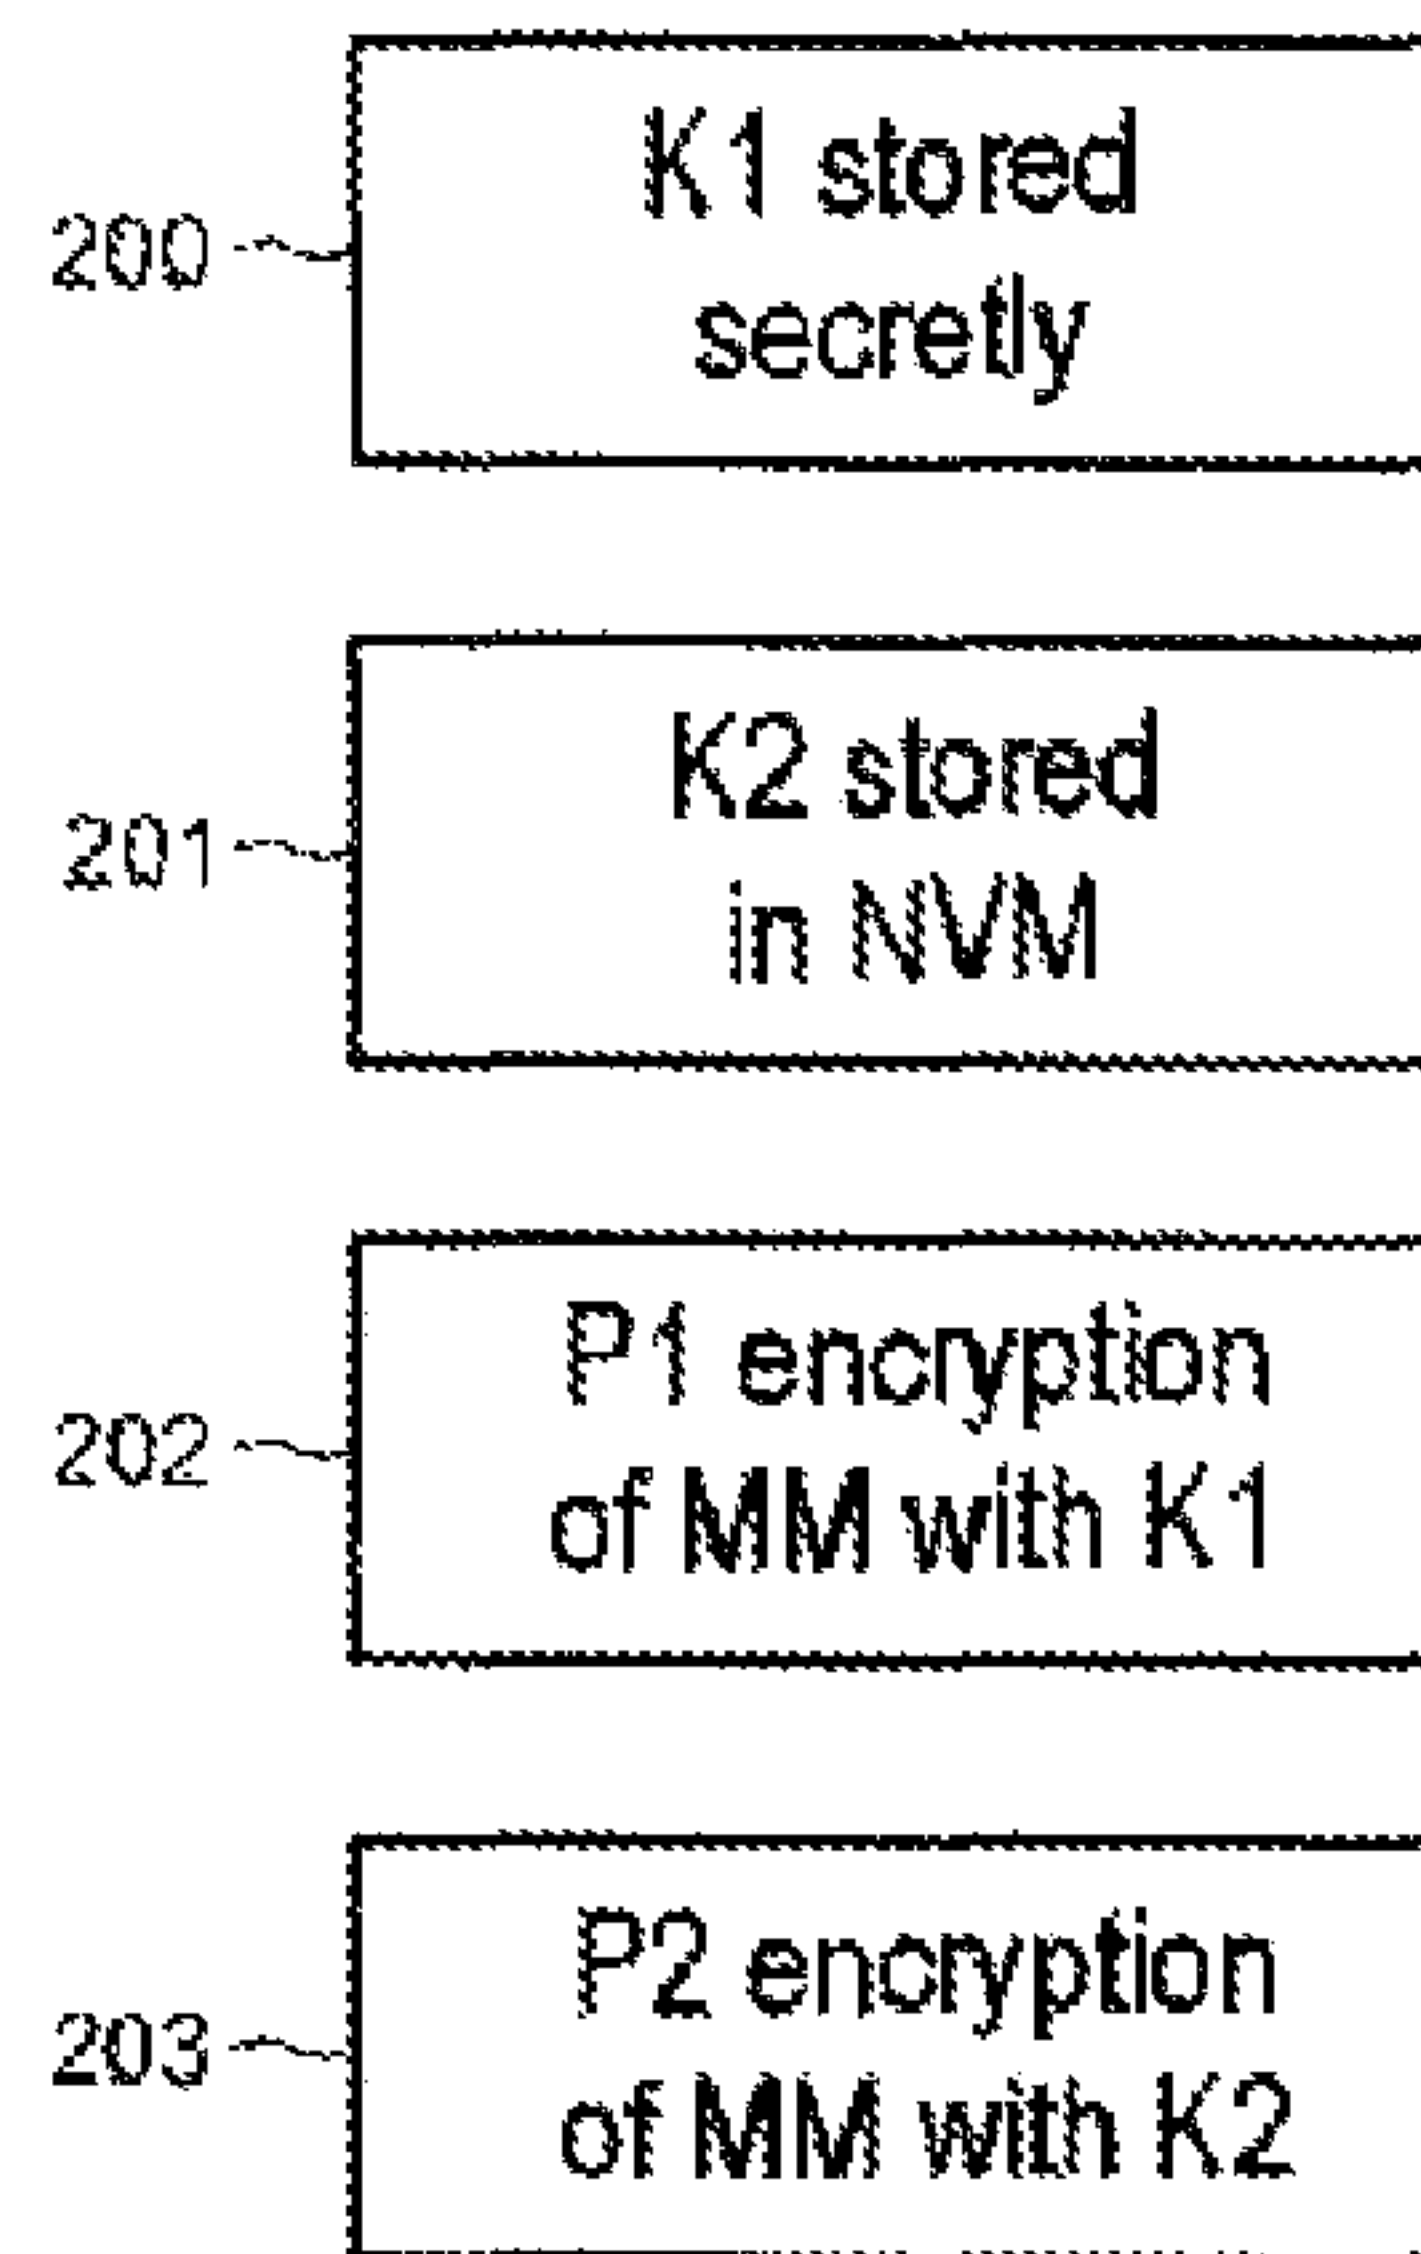 200
K1 stored
secretly
201
K2 stored
in NVM
202
P1 encryption
of MM with K1
203
P2 encryption
of MM with K2